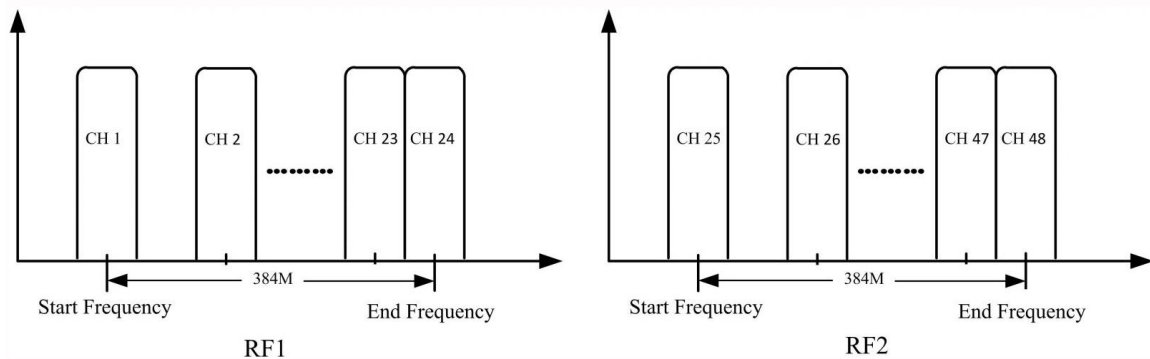 CH 1
CH 2
CH 23
CH 24
384M
Start Frequency
End Frequency
RF1
CH 25
CH 26
CH 47
CH 48
384M
Start Frequency
End Frequency
RF2